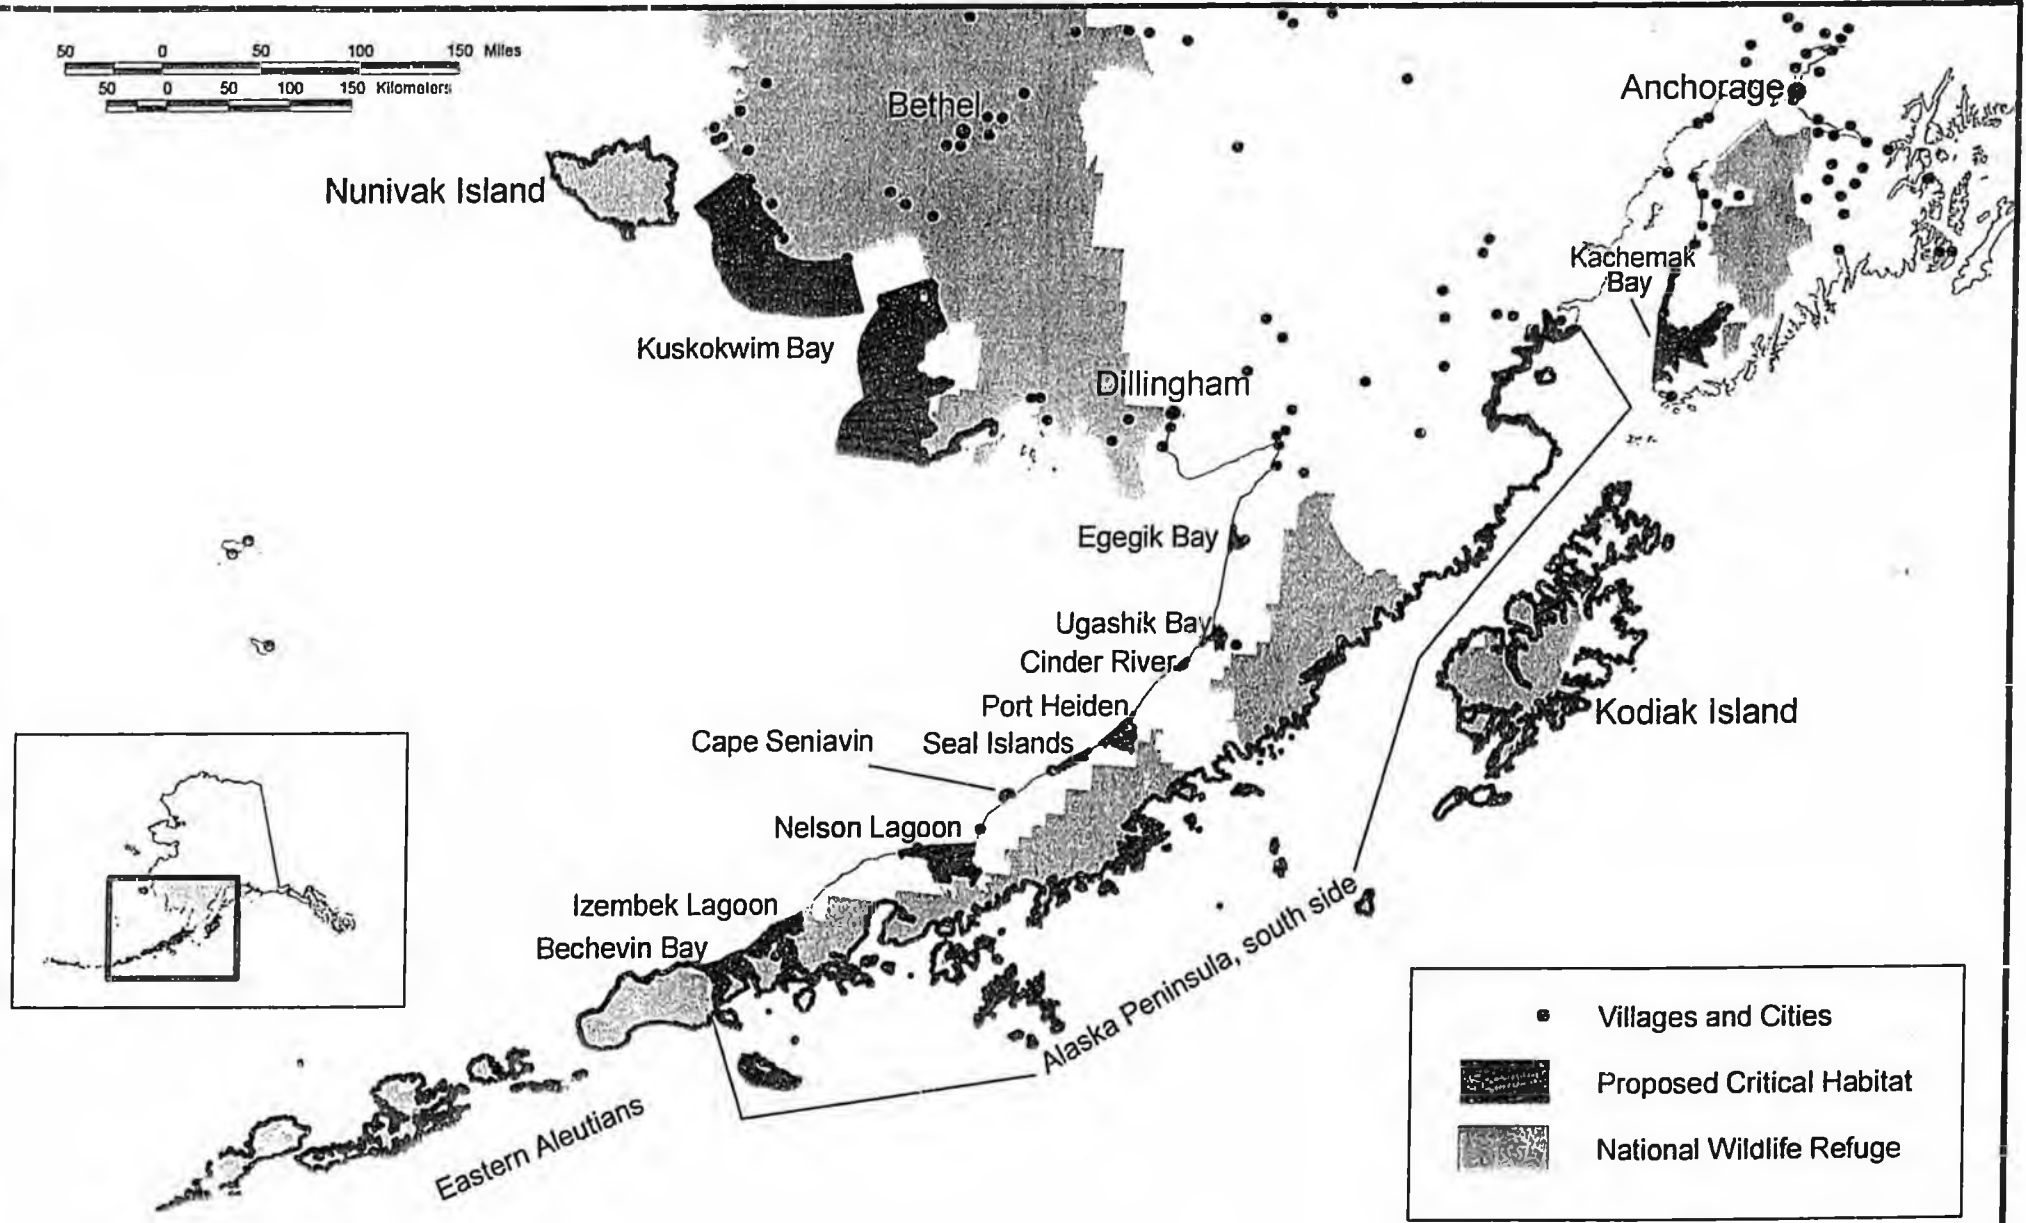 50 0 50 100 150 Miles
50 0 50 100 150 Kilometers
Anchorage
Bethel
Nunivak Island
Kachemak
Bay
Kuskokwim Bay
Dillingham
Egegik Bay
Ugashik Bay
Cinder River
Port Heiden
Kodiak Island
Cape Seniavin
Seal Islands
Nelson Lagoon
Izembek Lagoon
Bechevin Bay
Alaska Peninsula, south side
Eastern Aleutians
Villages and Cities
Proposed Critical Habitat
National Wildlife Refuge